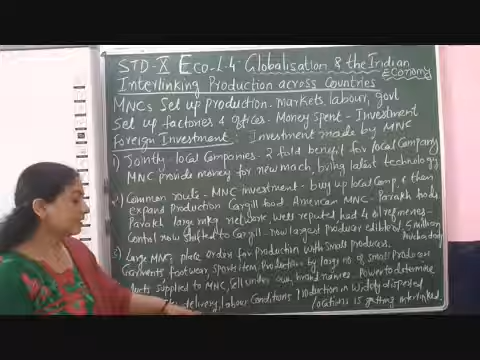 STD-X Eco-L.4: Globalisation & the Indian Economy
Interlinking Production across Countries
MNCs Set up production - markets, labour, govt
Set up factories & offices - Money Spent - Investment
Foreign Investment : Investment made by MNC
1) Jointly - local Companies - 2 fold benefit for local Company
MNC provide money for new mach, bring latest technology
2) Common route - MNC investment - buy up local Comp. & then
expand production Cargill food American MNC - Parakh foods
Parakh large network, Well reputed had 4 oil refineries
Control now Shifted to Cargill - now largest producer edible oil 5 million
3) Large MNCs place order for production with Small producers
Garments, footwear, Sports item, Production by large no. of Small producers
Products Supplied to MNC, Sell under own brand names - Power to determine
delivery, labour Conditions Production in Widely dispersed
locations is getting interlinked